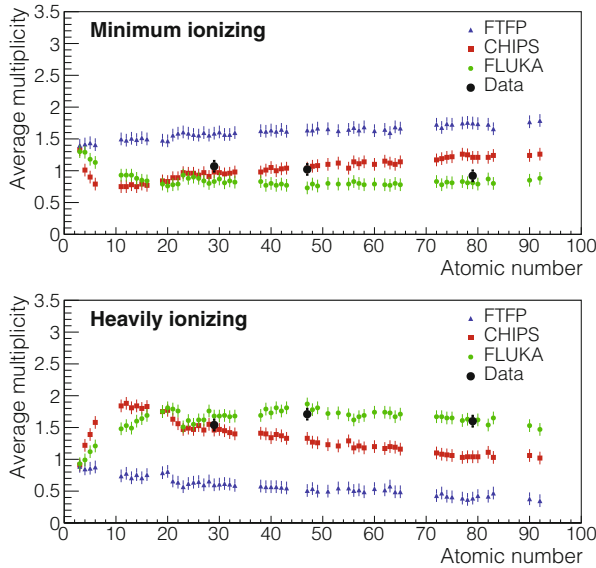 Minimum ionizing
FTFP
CHIPS
FLUKA
Data
Average multiplicity
3.5
3
2.5
2
1.5
1
0.5
0
0 10 20 30 40 50 60 70 80 90 100
Atomic number
Heavily ionizing
FTFP
CHIPS
FLUKA
Data
Average multiplicity
3.5
3
2.5
2
1.5
1
0.5
0
0 10 20 30 40 50 60 70 80 90 100
Atomic number